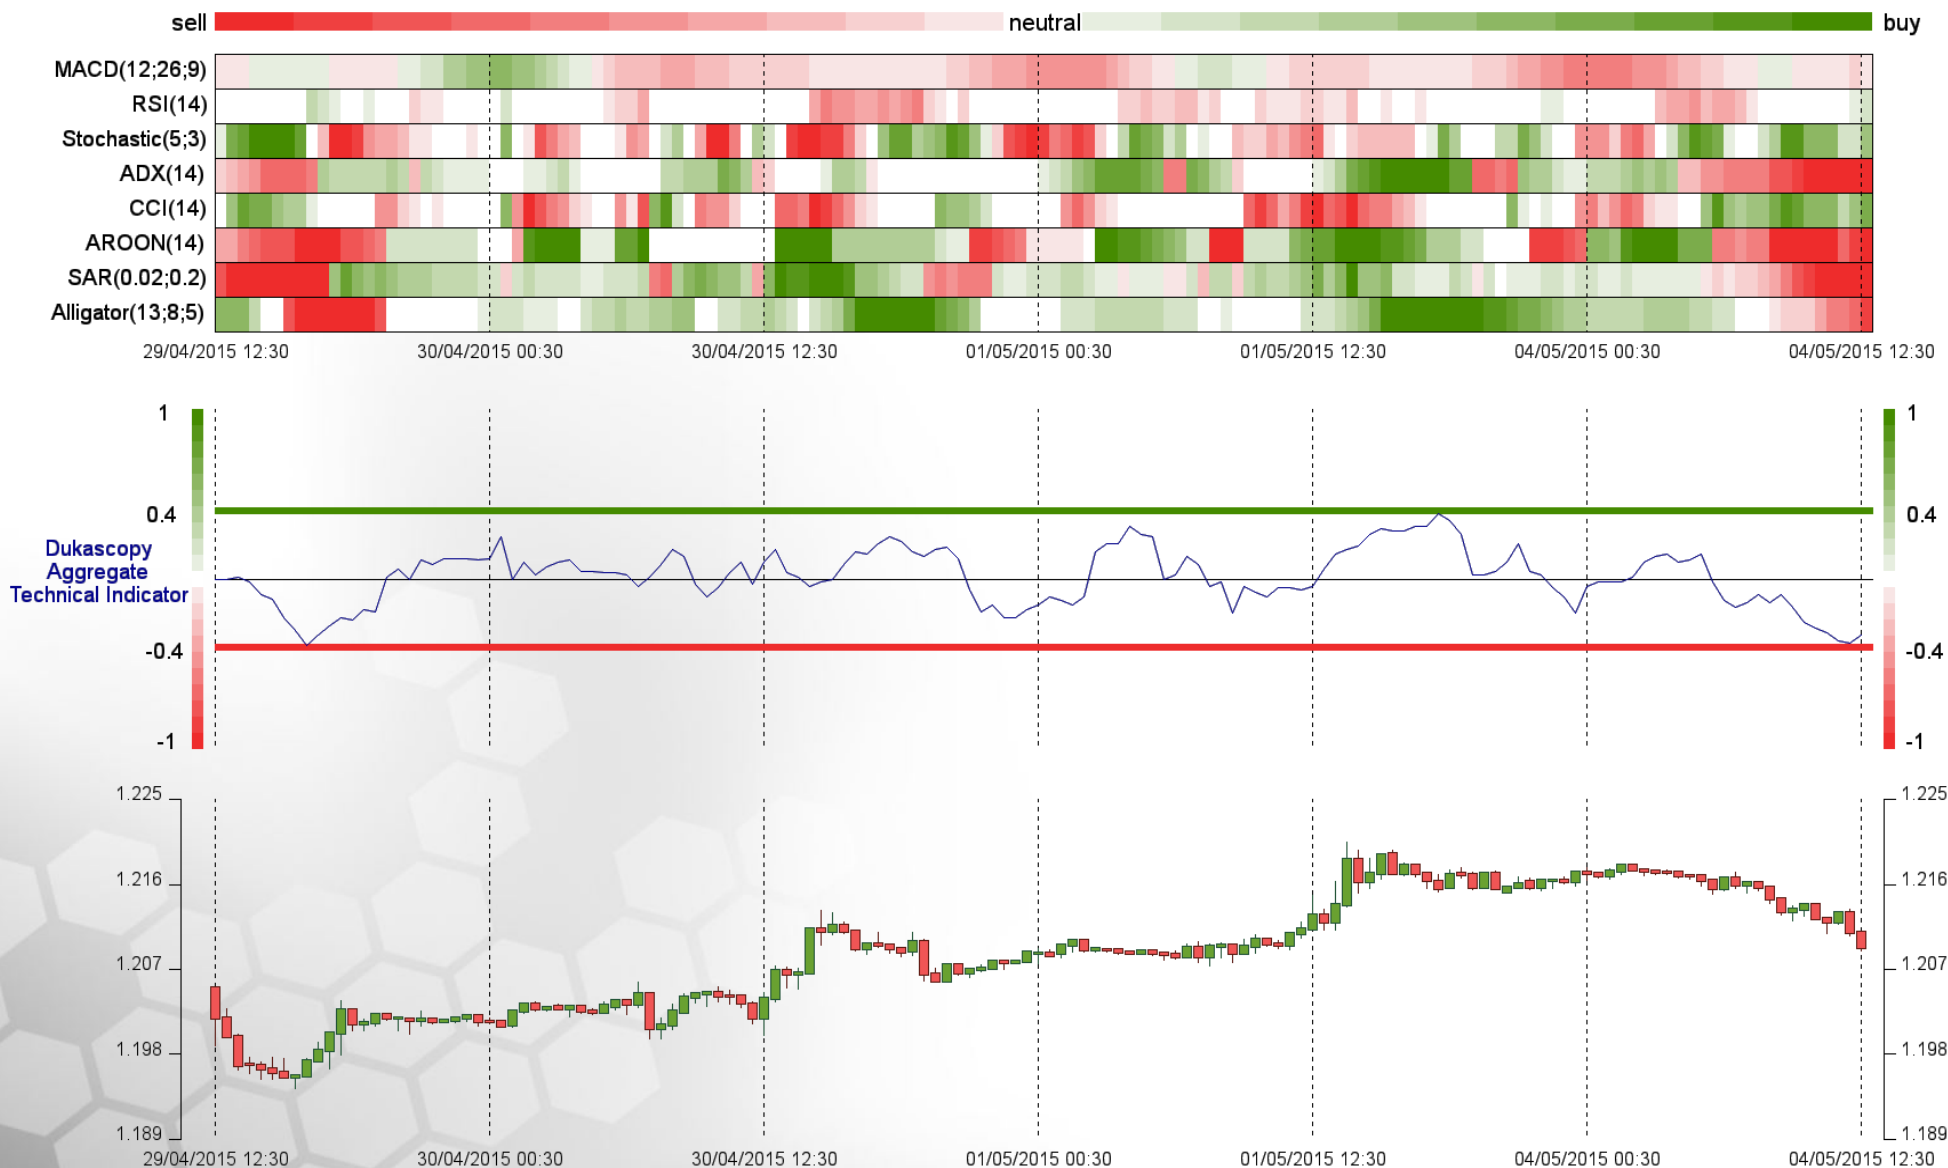 sell neutral buy
MACD(12;26;9)
RSI(14)
Stochastic(5;3)
ADX(14)
CCI(14)
AROON(14)
SAR(0.02;0.2)
Alligator(13;8;5)
29/04/2015 12:30 30/04/2015 00:30 30/04/2015 12:30 01/05/2015 00:30 01/05/2015 12:30 04/05/2015 00:30 04/05/2015 12:30
1 1
0.4 0.4
Dukascopy
Aggregate
Technical Indicator
-0.4 -0.4
-1 -1
1.225 1.225
1.216 1.216
1.207 1.207
1.198 1.198
1.189 1.189
29/04/2015 12:30 30/04/2015 00:30 30/04/2015 12:30 01/05/2015 00:30 01/05/2015 12:30 04/05/2015 00:30 04/05/2015 12:30